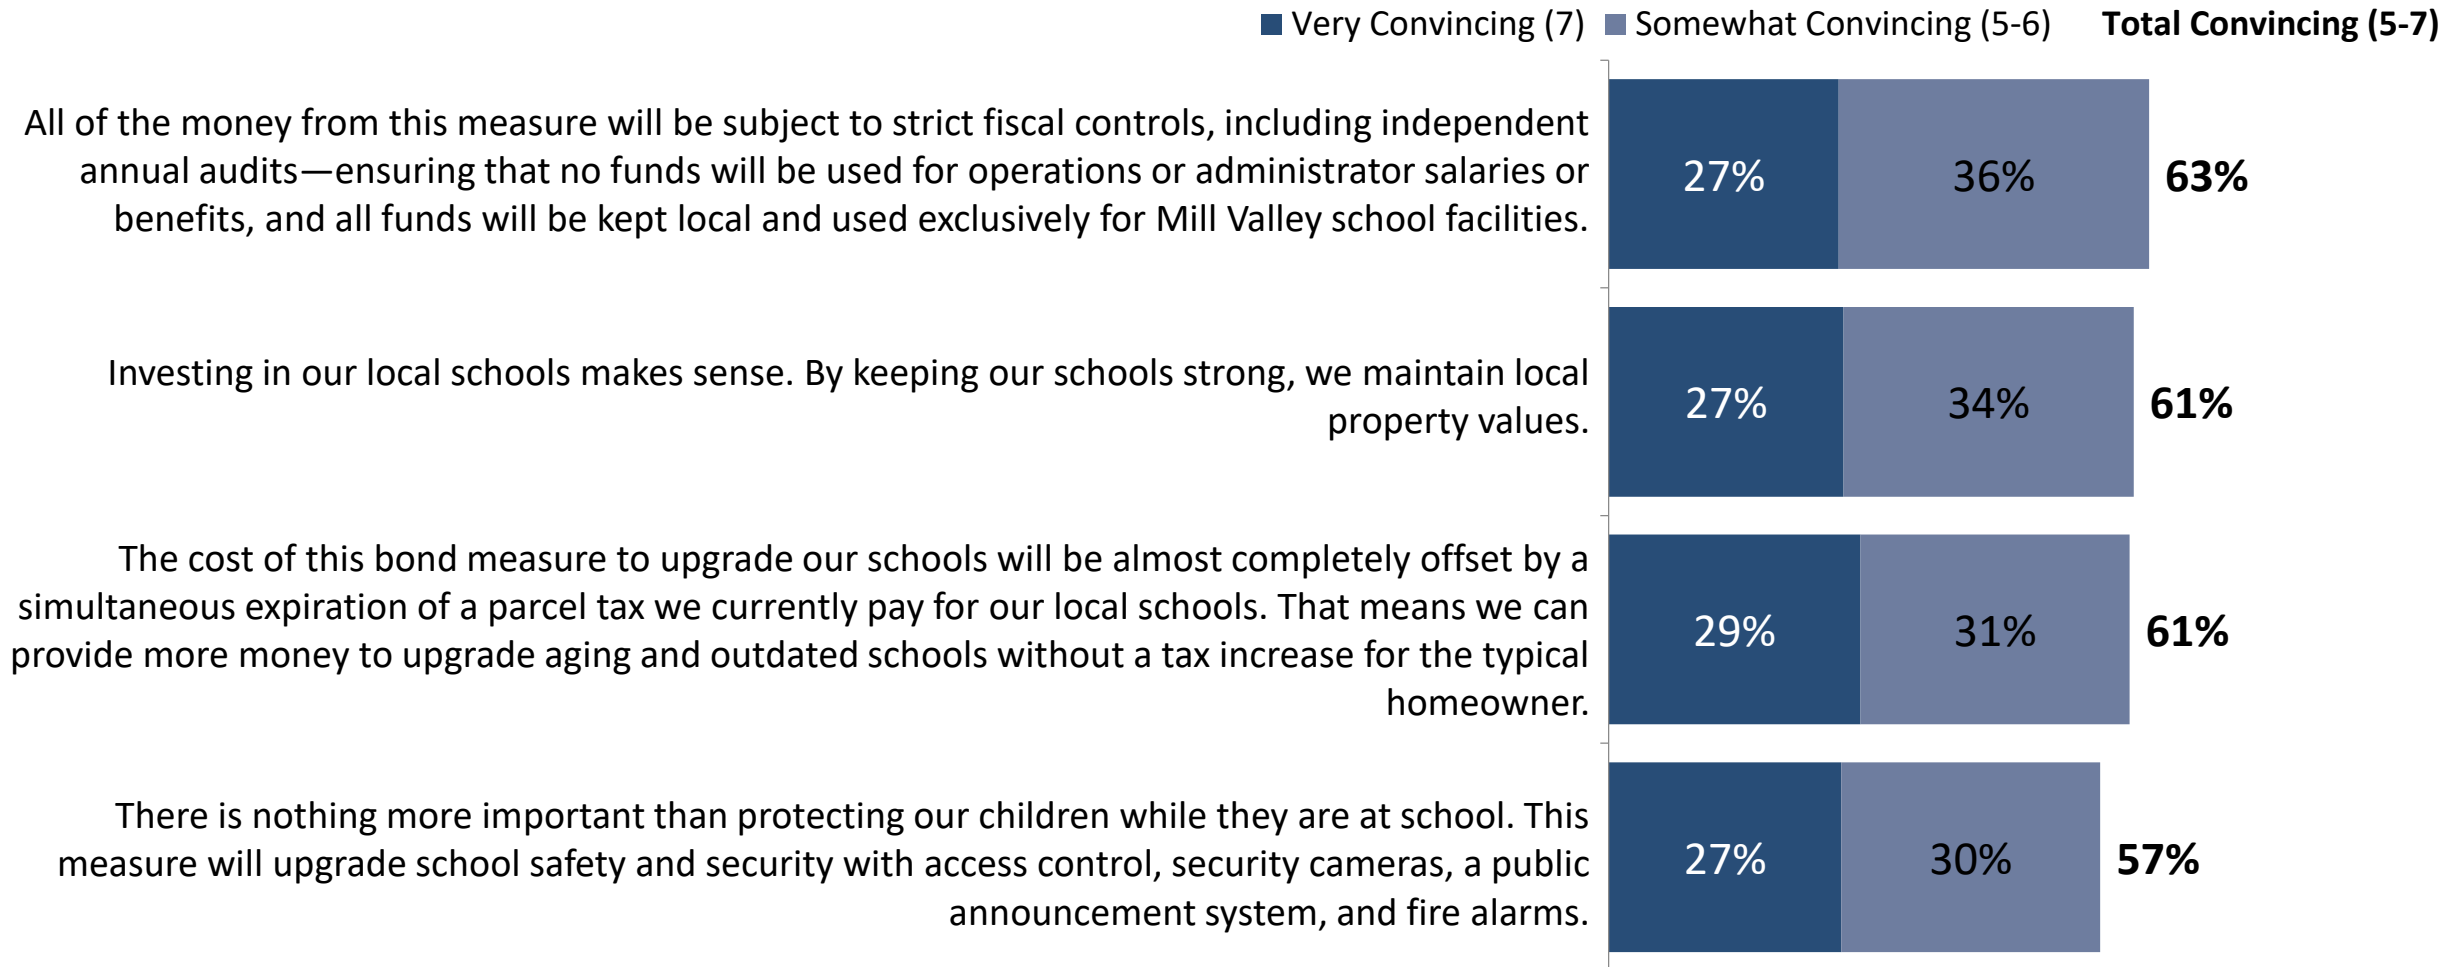 Very Convincing (7) Somewhat Convincing (5-6) Total Convincing (5-7)
All of the money from this measure will be subject to strict fiscal controls, including independent
annual audits—ensuring that no funds will be used for operations or administrator salaries or
benefits, and all funds will be kept local and used exclusively for Mill Valley school facilities.
27% 36% 63%
Investing in our local schools makes sense. By keeping our schools strong, we maintain local
property values.
27% 34% 61%
The cost of this bond measure to upgrade our schools will be almost completely offset by a
simultaneous expiration of a parcel tax we currently pay for our local schools. That means we can
provide more money to upgrade aging and outdated schools without a tax increase for the typical
homeowner.
29% 31% 61%
There is nothing more important than protecting our children while they are at school. This
measure will upgrade school safety and security with access control, security cameras, a public
announcement system, and fire alarms.
27% 30% 57%